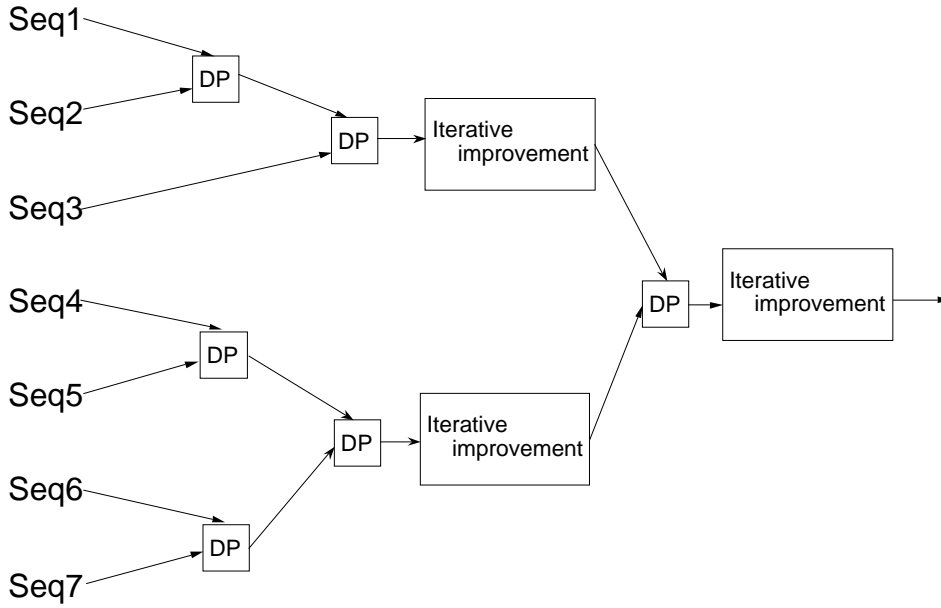 Seq1
DP
Seq2
DP
Iterative
improvement
Seq3
Seq4
DP
Iterative
improvement
DP
Seq5
DP
Iterative
improvement
Seq6
DP
Seq7